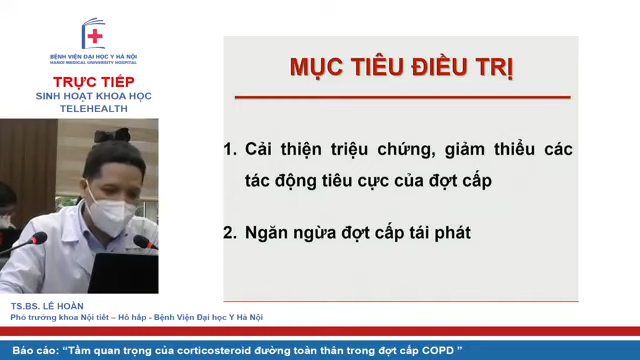 BỆNH VIỆN ĐẠI HỌC Y HÀ NỘI
HANOI MEDICAL UNIVERSITY HOSPITAL
TRỰC TIẾP
SINH HOẠT KHOA HỌC
TELEHEALTH
MỤC TIÊU ĐIỀU TRỊ
1. Cải thiện triệu chứng, giảm thiểu các
tác động tiêu cực của đợt cấp
2. Ngăn ngừa đợt cấp tái phát
TS.BS. LÊ HOÀN
Phó trưởng khoa Nội tiết – Hô hấp - Bệnh Viện Đại học Y Hà Nội
Báo cáo: “Tầm quan trọng của corticosteroid đường toàn thân trong đợt cấp COPD ”